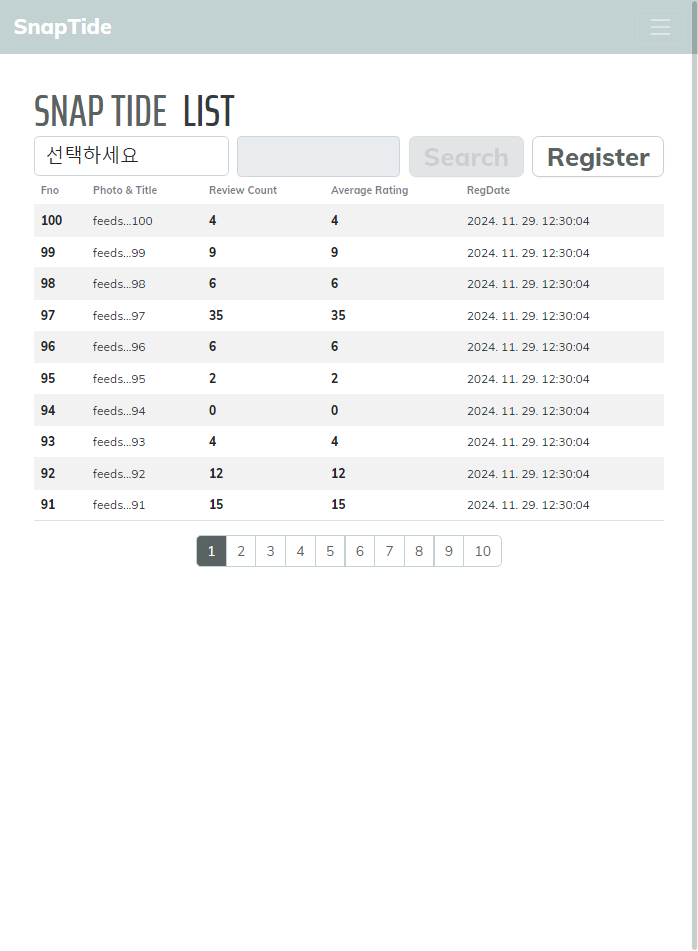 SnapTide
SNAP TIDE LIST
선택하세요 Search Register
Fno Photo & Title Review Count Average Rating RegDate
100 feeds...100 4 4 2024. 11. 29. 12:30:04
99 feeds...99 9 9 2024. 11. 29. 12:30:04
98 feeds...98 6 6 2024. 11. 29. 12:30:04
97 feeds...97 35 35 2024. 11. 29. 12:30:04
96 feeds...96 6 6 2024. 11. 29. 12:30:04
95 feeds...95 2 2 2024. 11. 29. 12:30:04
94 feeds...94 0 0 2024. 11. 29. 12:30:04
93 feeds...93 4 4 2024. 11. 29. 12:30:04
92 feeds...92 12 12 2024. 11. 29. 12:30:04
91 feeds...91 15 15 2024. 11. 29. 12:30:04
1 2 3 4 5 6 7 8 9 10